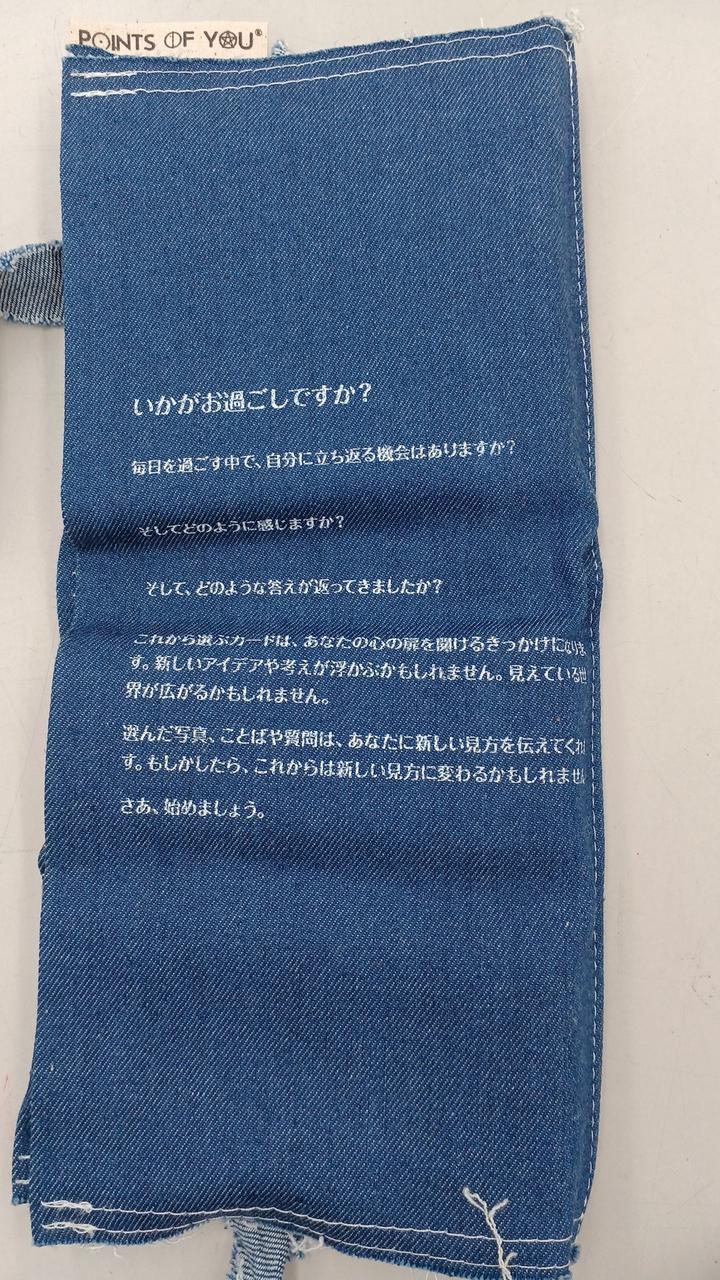 POINTS OF YOU®
いかがお過ごしですか?
毎日を過ごす中で、自分に立ち返る機会はありますか?
そしてどのように感じますか?
そして、どのような答えが返ってきましたか?
これから選ぶカードは、あなたの心の扉を開けるきっかけになりま
す。新しいアイデアや考えが浮かぶかもしれません。見えている世
界が広がるかもしれません。
選んだ写真、ことばや質問は、あなたに新しい見方を伝えてくれ
す。もしかしたら、これからは新しい見方に変わるかもしれませ
さあ、始めましょう。